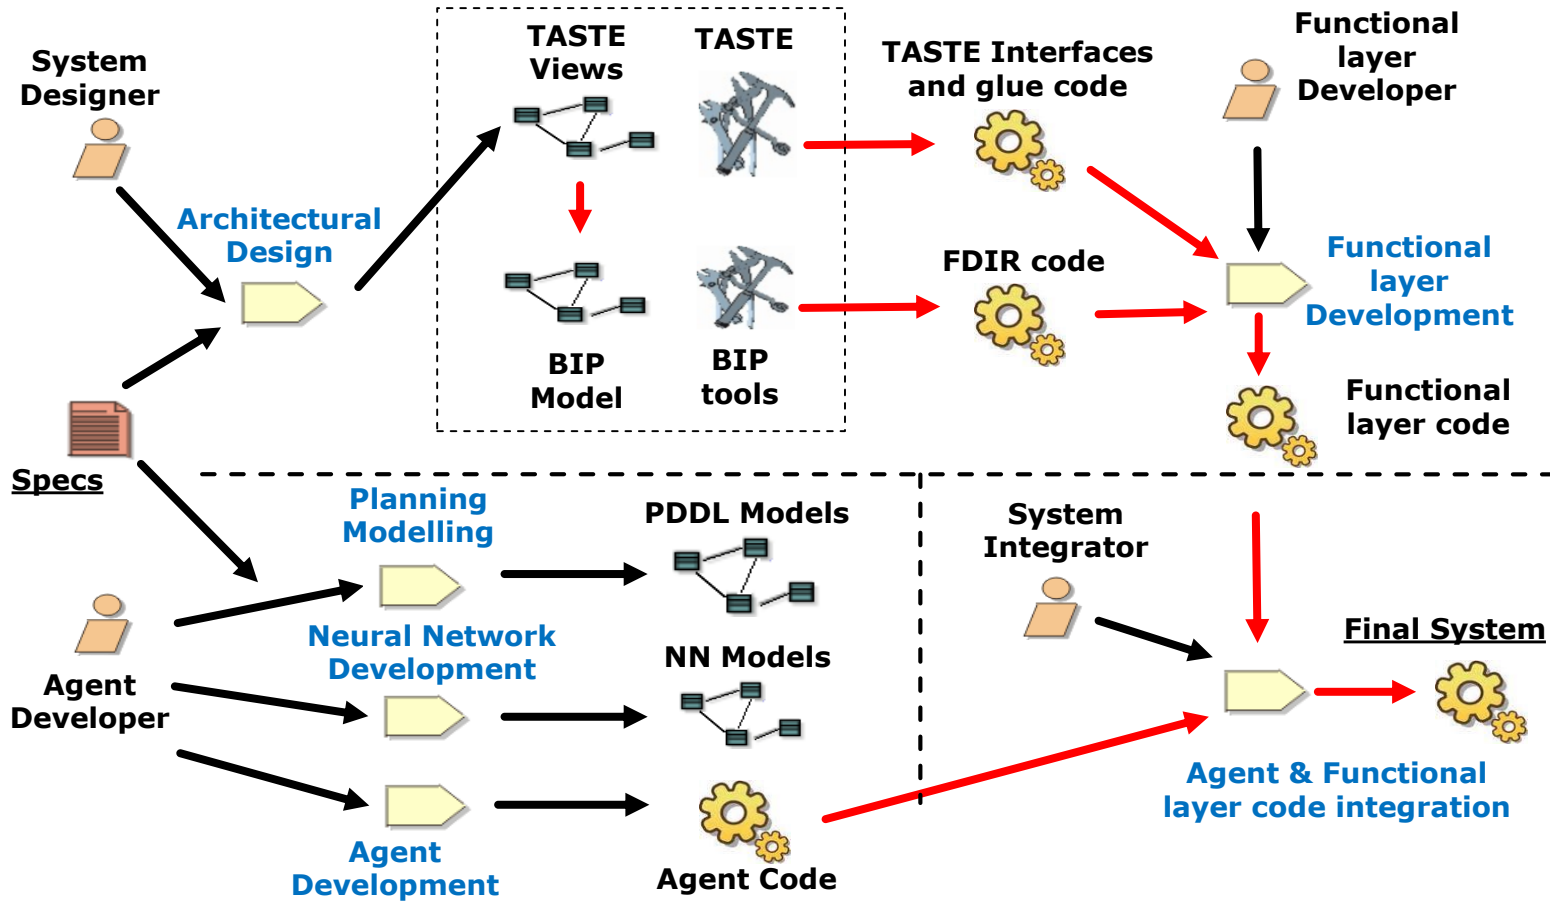 System
Designer
Architectural
Design
TASTE
Views
TASTE
TASTE Interfaces
and glue code
Functional
layer
Developer
BIP
Model
BIP
tools
FDIR code
Functional
layer
Development
Functional
layer code
Specs
Planning
Modelling
PDDL Models
Agent
Developer
Neural Network
Development
NN Models
Agent
Development
Agent Code
System
Integrator
Final System
Agent & Functional
layer code integration